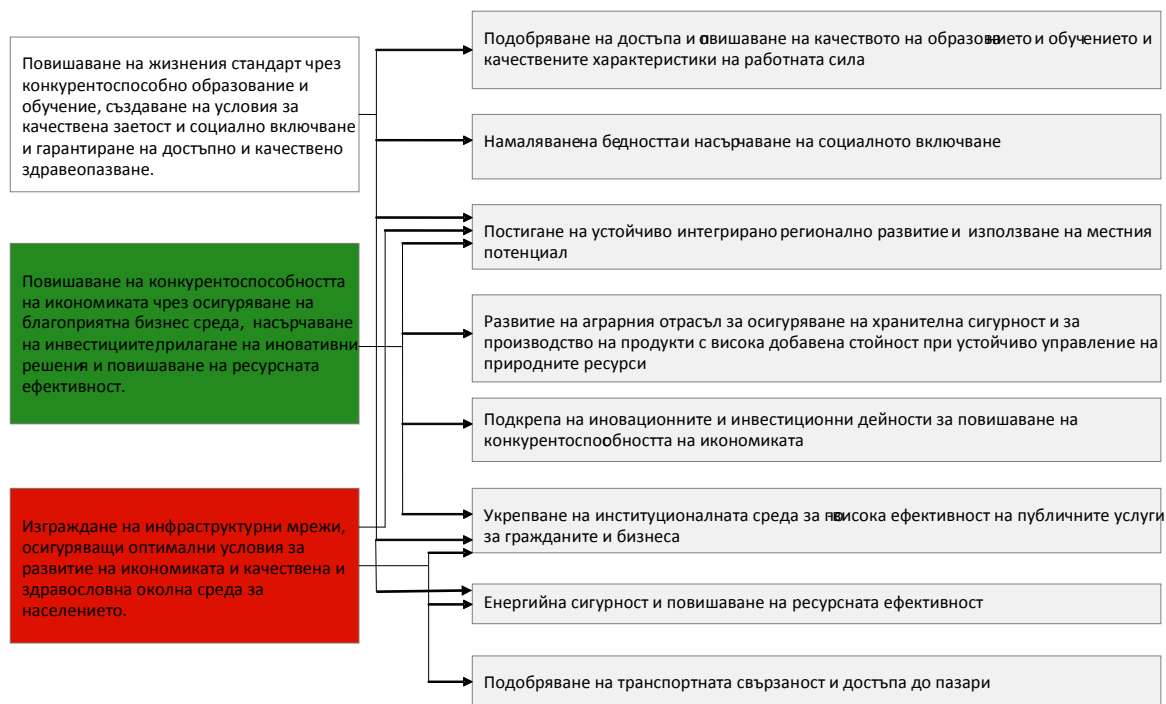 Повишаване на жизнения стандарт чрез
конкурентоспособно образование и
обучение, създаване на условия за
качествена заетост и социално включване
и гарантиране на достъпно и качествено
здравеопазване.
Повишаване на конкурентоспособността
на икономиката чрез осигуряване на
благоприятна бизнес среда, насърчаване
на инвестициите, прилагане на иновативни
решения и повишаване на ресурсната
ефективност.
Изграждане на инфраструктурни мрежи,
осигуряващи оптимални условия за
развитие на икономиката и качествена и
здравословна околна среда за
населението.
Подобряване на достъпа и повишаване на качеството на образованието и обучението и
качествените характеристики на работната сила
Намаляване на бедността и насърчаване на социалното включване
Постигане на устойчиво интегрирано регионално развитие и използване на местния
потенциал
Развитие на аграрния отрасъл за осигуряване на хранителна сигурност и за
производство на продукти с висока добавена стойност при устойчиво управление на
природните ресурси
Подкрепа на иновационните и инвестиционни дейности за повишаване на
конкурентоспособността на икономиката
Укрепване на институционалната среда за по-висока ефективност на публичните услуги
за гражданите и бизнеса
Енергийна сигурност и повишаване на ресурсната ефективност
Подобряване на транспортната свързаност и достъпа до пазари